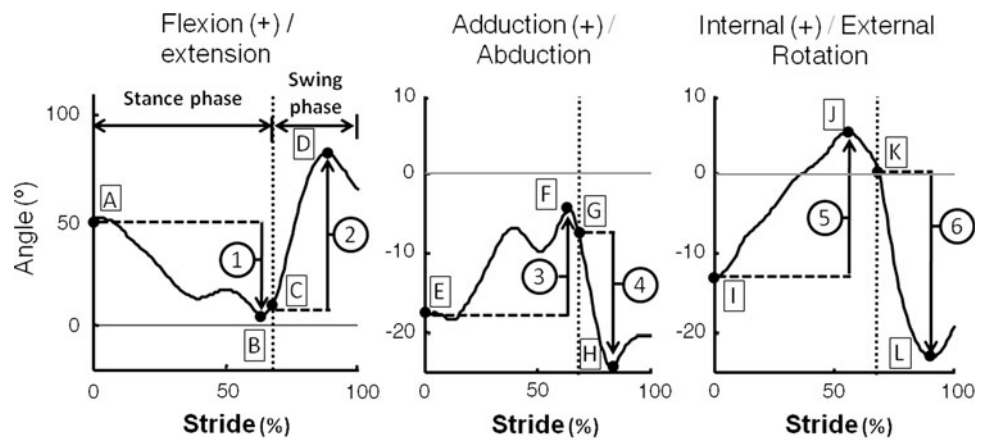 Flexion (+) /
extension
Stance phase
Swing
phase
100
50
0
Angle (°)
A
B
C
D
1
2
0
50
100
Stride (%)
Adduction (+) /
Abduction
10
0
-10
-20
E
F
G
H
3
4
0
50
100
Stride (%)
Internal (+) / External
Rotation
10
0
-10
-20
I
J
K
L
5
6
0
50
100
Stride (%)